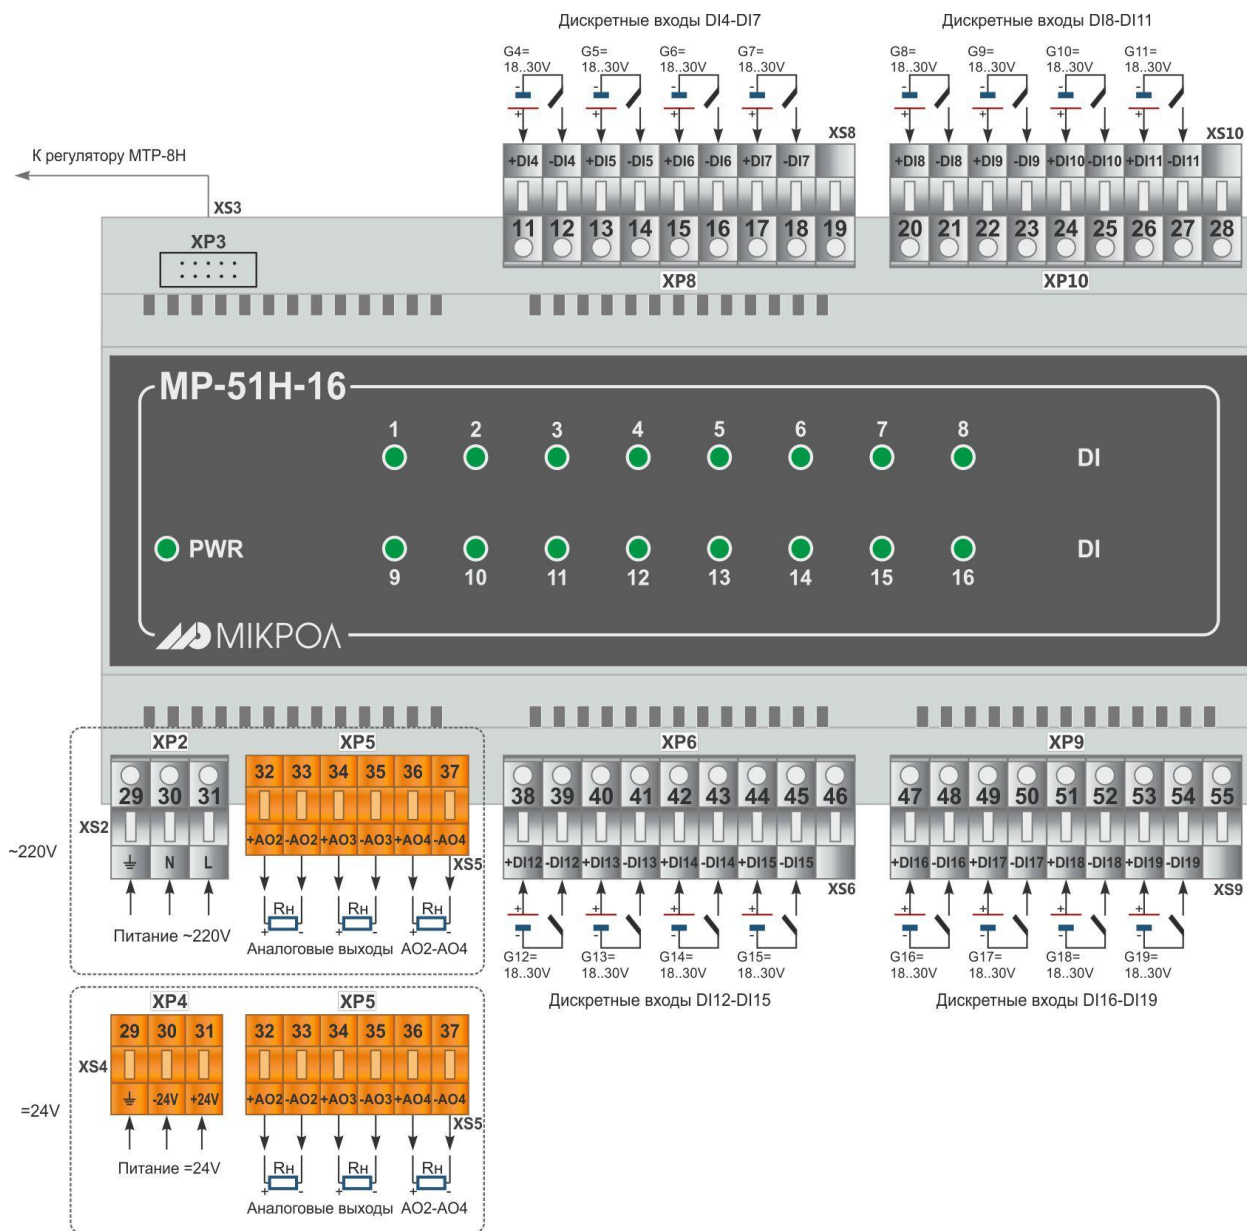 Дискретные входы DI4-DI7
Дискретные входы DI8-DI11
G4= G5= G6= G7=
18..30V 18..30V 18..30V 18..30V
G8= G9= G10= G11=
18..30V 18..30V 18..30V 18..30V
- - - -
+ + + +
- - - -
+ + + +
XS8
XS10
К регулятору МТР-8Н
+DI4 -DI4 +DI5 -DI5 +DI6 -DI6 +DI7 -DI7
+DI8 -DI8 +DI9 -DI9 +DI10 -DI10 +DI11 -DI11
XS3
11 12 13 14 15 16 17 18 19
20 21 22 23 24 25 26 27 28
XP3
XP8
XP10
MP-51H-16
1 2 3 4 5 6 7 8
DI
PWR
DI
9 10 11 12 13 14 15 16
МІКРОЛ
XP2
XP5
XP6
XP9
29 30 31
32 33 34 35 36 37
38 39 40 41 42 43 44 45 46
47 48 49 50 51 52 53 54 55
XS2
~220V
N L
+AO2 -AO2 +AO3 -AO3 +AO4 -AO4
XS5
+DI12 -DI12 +DI13 -DI13 +DI14 -DI14 +DI15 -DI15
XS6
+DI16 -DI16 +DI17 -DI17 +DI18 -DI18 +DI19 -DI19
XS9
Rн Rн Rн
+ - + - + -
Питание ~220V
Аналоговые выходы AO2-AO4
+ + + +
- - - -
+ + + +
- - - -
G12= G13= G14= G15=
18..30V 18..30V 18..30V 18..30V
G16= G17= G18= G19=
18..30V 18..30V 18..30V 18..30V
Дискретные входы DI12-DI15
Дискретные входы DI16-DI19
XP4
XP5
29 30 31
32 33 34 35 36 37
XS4
=24V
-24V +24V
+AO2 -AO2 +AO3 -AO3 +AO4 -AO4
XS5
Питание =24V
Rн Rн Rн
+ - + - + -
Аналоговые выходы AO2-AO4